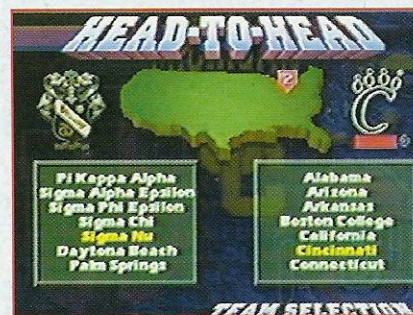 HEAD-TO-HEAD
Pi Kappa Alpha
Sigma Alpha Epsilon
Sigma Phi Epsilon
Sigma Chi
Sigma Nu
Daytona Beach
Palm Springs
Alabama
Arizona
Arkansas
Boston College
California
Cincinnati
Connecticut
TEAM SELECTION